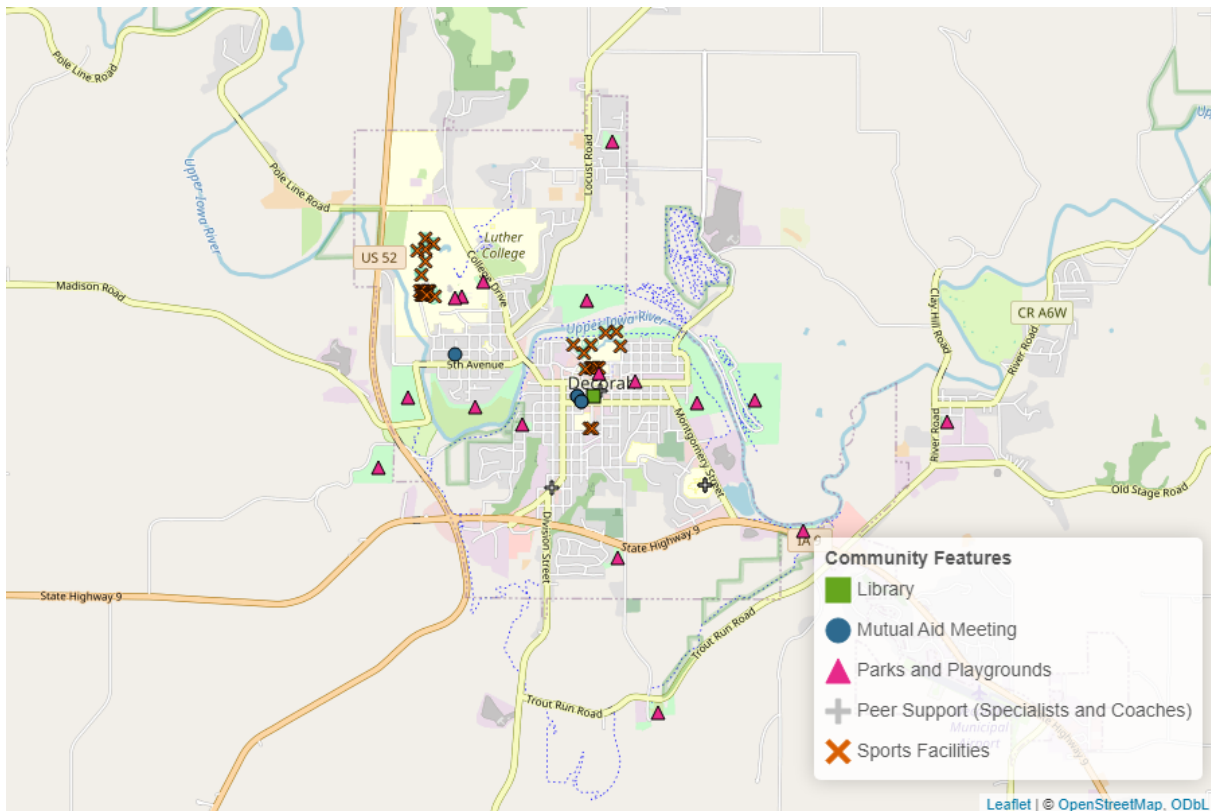 Pole Line Road
Upper Iowa River
Locust Road
Pole Line Road
Luther
College
College Drive
US 52
Madison Road
Clay Hill Road
CR A6W
River Road
Upper Iowa River
5th Avenue
Decorah
Montgomery Street
River Road
Old Stage Road
Division Street
State Highway 9
IA 9
State Highway 9
Trout Run Road
Trout Run Road
Community Features
Library
Mutual Aid Meeting
Parks and Playgrounds
Peer Support (Specialists and Coaches)
Sports Facilities
Municipal
Airport
Highway 9
Leaflet | © OpenStreetMap, ODbL